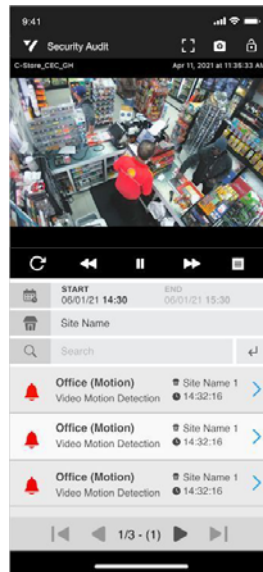 9:41
Security Audit
C-Store_CEC_GH
Apr 11, 2021 at 11:35:33 AM
START
06/01/21 14:30
END
06/01/21 15:30
Site Name
Search
Office (Motion)
Site Name 1
Video Motion Detection
14:32:16
Office (Motion)
Site Name 1
Video Motion Detection
14:32:16
Office (Motion)
Site Name 1
Video Motion Detection
14:32:16
1/3 - (1)